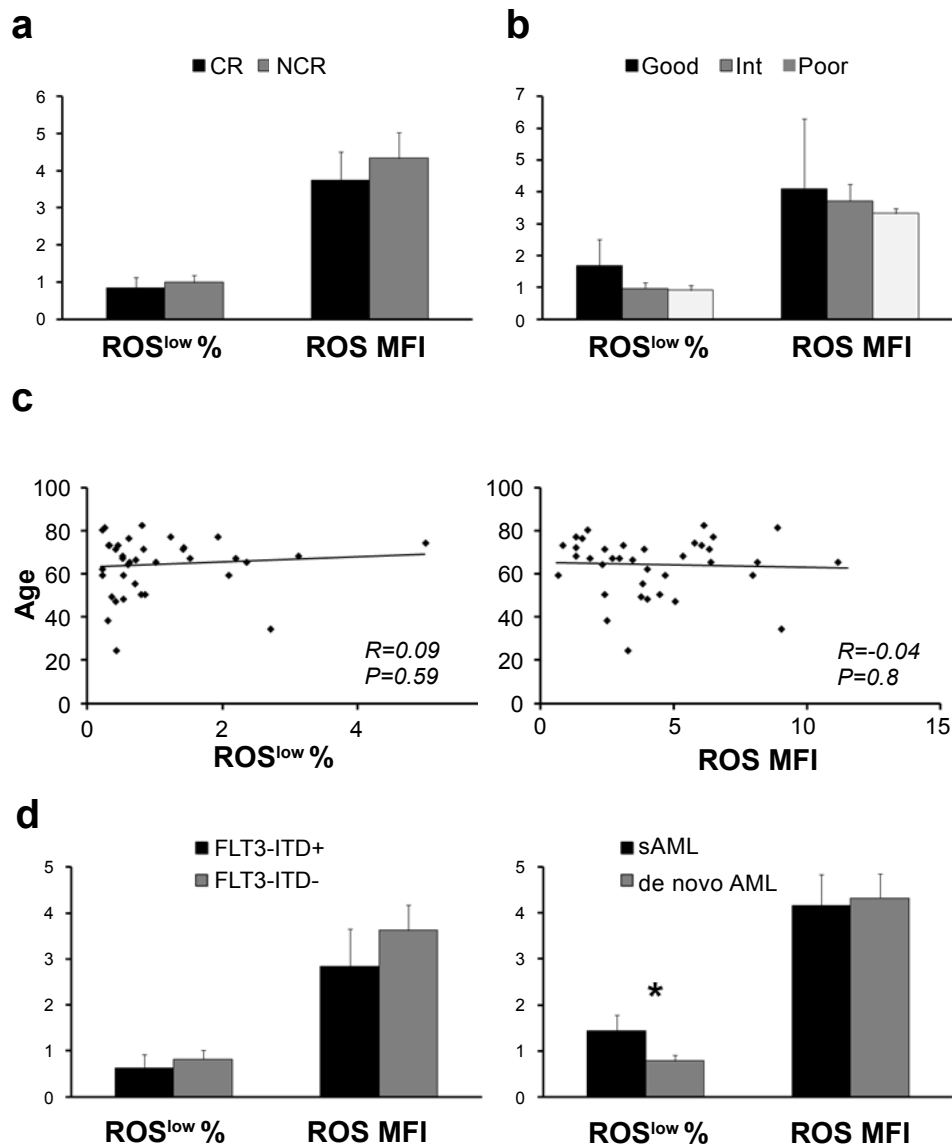 a
CR NCR
6
5
4
3
2
1
0
ROSlow % ROS MFI
b
Good Int Poor
7
6
5
4
3
2
1
0
ROSlow % ROS MFI
c
Age
100
80
60
40
20
0
0 2 4
R=0.09
P=0.59
ROSlow %
100
80
60
40
20
0
0 5 10 15
R=-0.04
P=0.8
ROS MFI
d
FLT3-ITD+
FLT3-ITD-
5
4
3
2
1
0
ROSlow % ROS MFI
sAML
de novo AML
5
4
3
2
1
0
*
ROSlow % ROS MFI